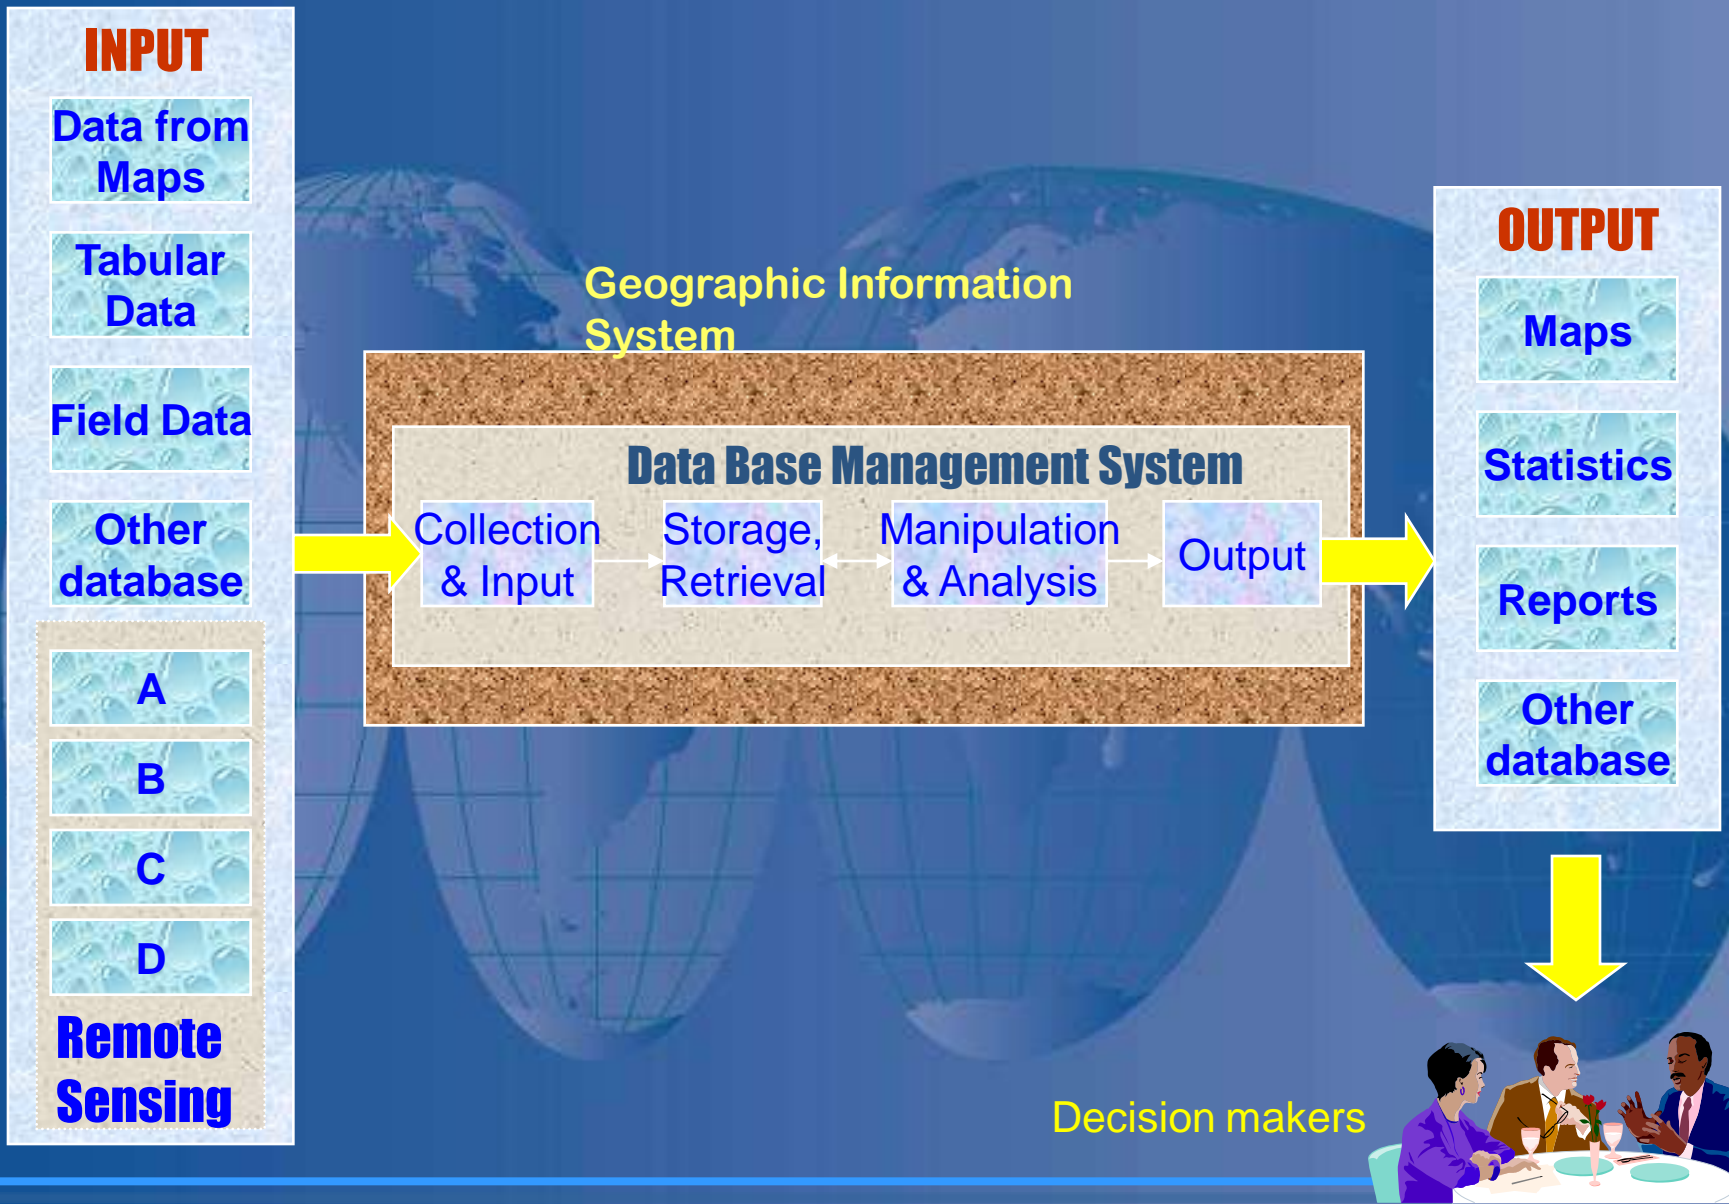 INPUT
Data from
Maps
Tabular
Data
Field Data
Other
database
A
B
C
D
Remote
Sensing
Geographic Information
System
Data Base Management System
Collection
& Input
Storage,
Retrieval
Manipulation
& Analysis
Output
OUTPUT
Maps
Statistics
Reports
Other
database
Decision makers